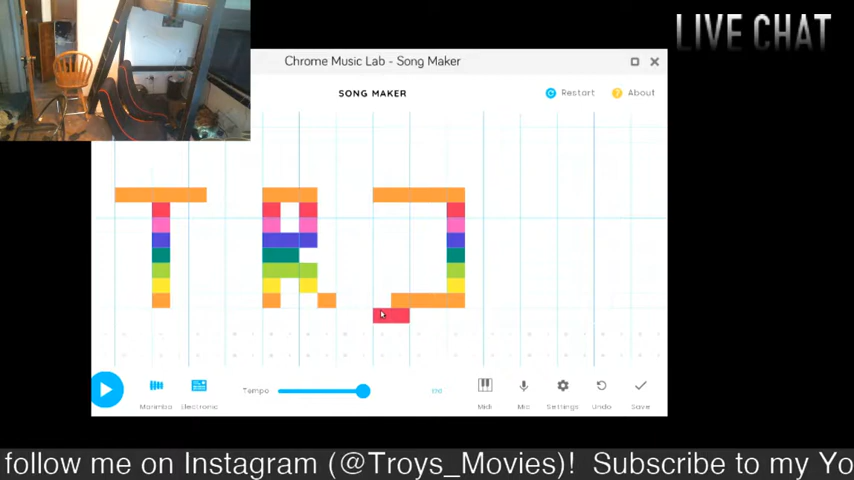 LIVE CHAT
Chrome Music Lab - Song Maker
SONG MAKER
Restart
About
TR
Tempo
Marimba
Electronic
Midi
Mic
Settings
Undo
Save
follow me on Instagram (@Troys_Movies)! Subscribe to my Yo